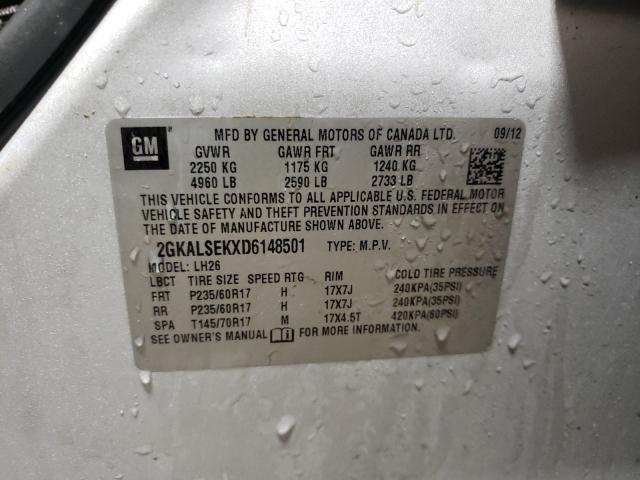 GM ® MFD BY GENERAL MOTORS OF CANADA LTD. 09/12
GVWR GAWR FRT GAWR RR
2250 KG 1175 KG 1240 KG
4960 LB 2590 LB 2733 LB
THIS VEHICLE CONFORMS TO ALL APPLICABLE U.S. FEDERAL MOTOR
VEHICLE SAFETY AND THEFT PREVENTION STANDARDS IN EFFECT ON
THE DATE OF MANUFACTURE SHOWN ABOVE.
2GKALSEKXD6148501 TYPE: M.P.V.
MODEL: LH26
LBCT TIRE SIZE SPEED RTG RIM COLD TIRE PRESSURE
FRT P235/60R17 H 17X7J 240KPA(35PSI)
RR P235/60R17 H 17X7J 240KPA(35PSI)
SPA T145/70R17 M 17X4.5T 420KPA(60PSI)
SEE OWNER'S MANUAL FOR MORE INFORMATION.